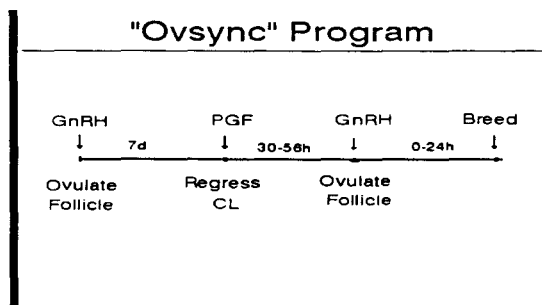 "Ovsync" Program
GnRH PGF GnRH Breed
7d 30-56h 0-24h
Ovulate Regress Ovulate
Follicle CL Follicle